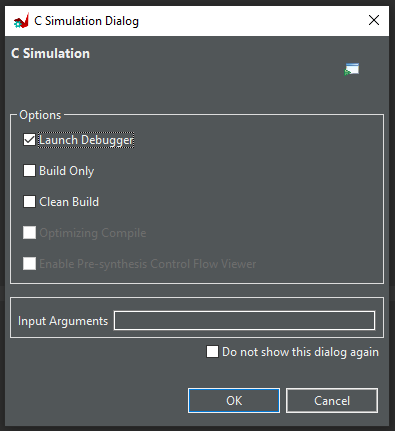 C Simulation Dialog
C Simulation
Options
Launch Debugger
Build Only
Clean Build
Optimizing Compile
Enable Pre-synthesis Control Flow Viewer
Input Arguments
Do not show this dialog again
OK Cancel